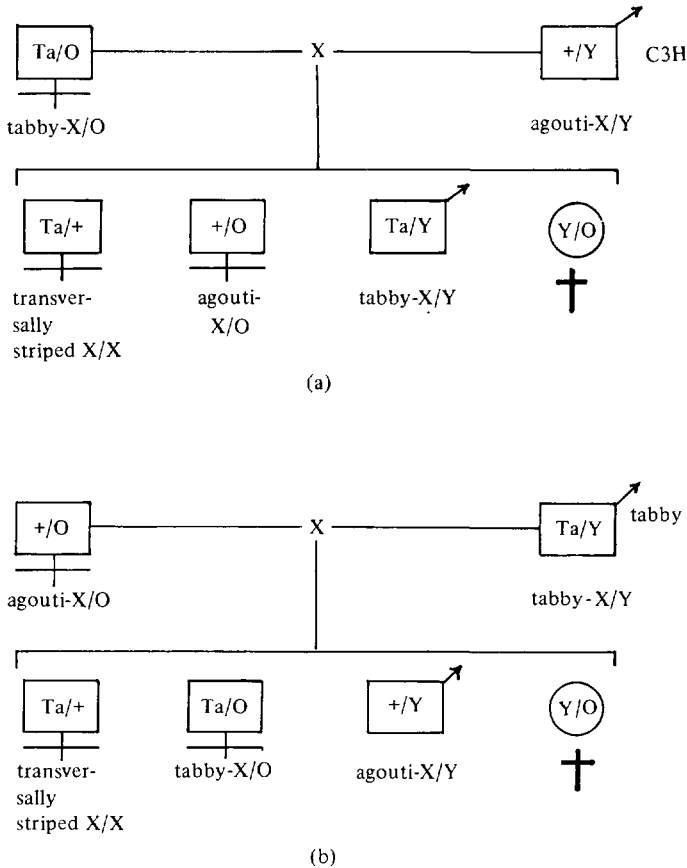 Ta/O X +/Y C3H
tabby-X/O agouti-X/Y
Ta/+ +/O Ta/Y Y/O
transver- agouti- tabby-X/Y
sally X/O
striped X/X
(a)
+/O X Ta/Y tabby
agouti-X/O tabby-X/Y
Ta/+ Ta/O +/Y Y/O
transver- tabby-X/O agouti-X/Y
sally
striped X/X
(b)